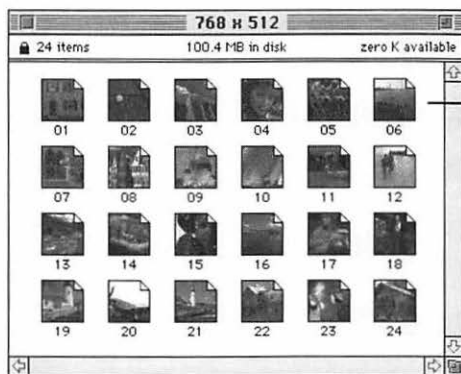 768 x 512
24 items 100.4 MB in disk zero K available
01 02 03 04 05 06
07 08 09 10 11 12
13 14 15 16 17 18
19 20 21 22 23 24